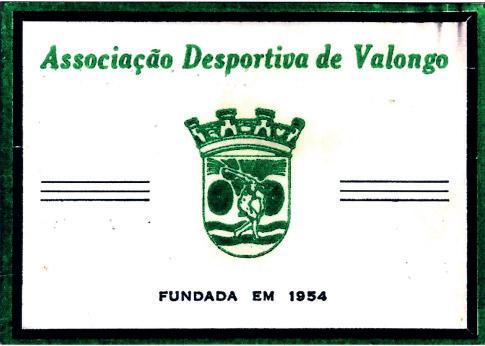 Associação Desportiva de Valongo
FUNDADA EM 1954